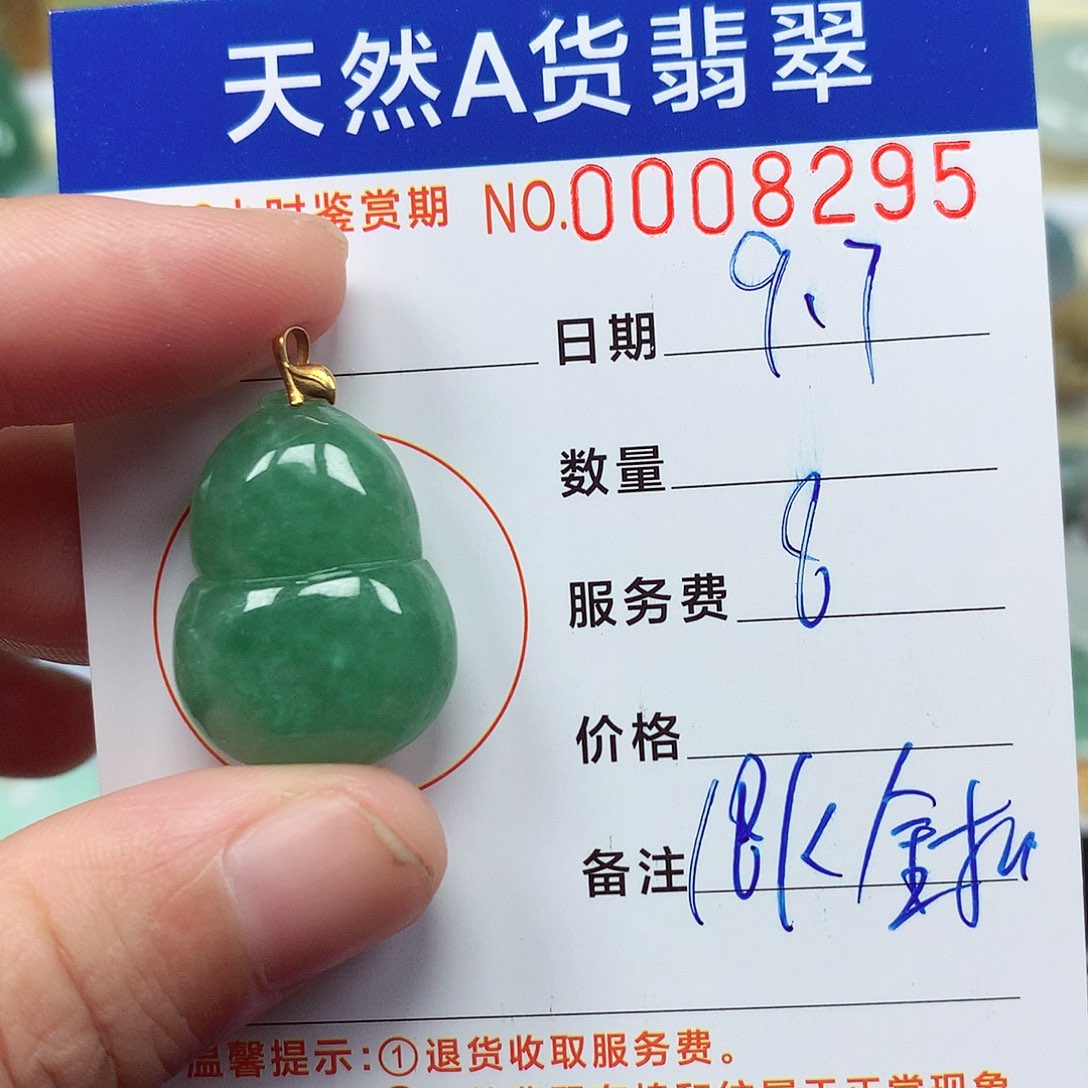 天然A货翡翠
小时鉴赏期 NO.0008295
日期 9.7
数量
服务费 8
价格
备注 18K金扣
温馨提示:①退货收取服务费。